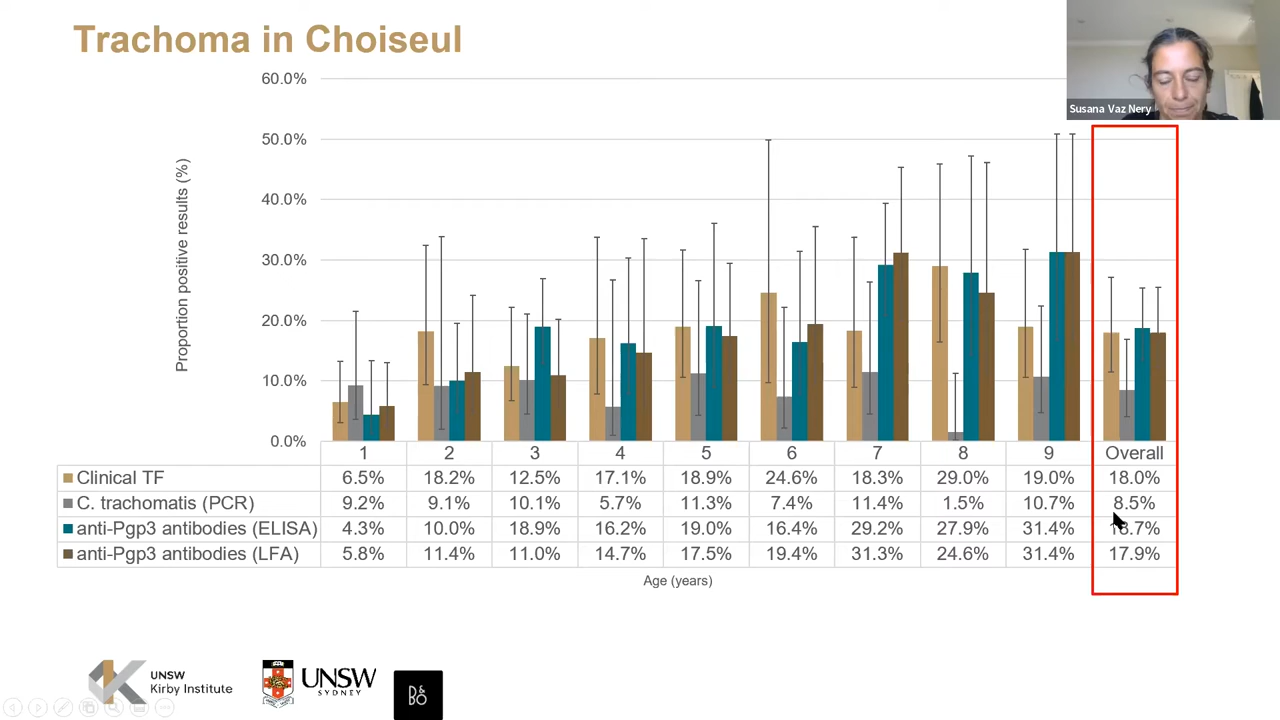 Trachoma in Choiseul
Susana Vaz Nery
Proportion positive results (%)
60.0%
50.0%
40.0%
30.0%
20.0%
10.0%
0.0%
1 2 3 4 5 6 7 8 9 Overall
Clinical TF 6.5% 18.2% 12.5% 17.1% 18.9% 24.6% 18.3% 29.0% 19.0% 18.0%
C. trachomatis (PCR) 9.2% 9.1% 10.1% 5.7% 11.3% 7.4% 11.4% 1.5% 10.7% 8.5%
anti-Pgp3 antibodies (ELISA) 4.3% 10.0% 18.9% 16.2% 19.0% 16.4% 29.2% 27.9% 31.4% 18.7%
anti-Pgp3 antibodies (LFA) 5.8% 11.4% 11.0% 14.7% 17.5% 19.4% 31.3% 24.6% 31.4% 17.9%
Age (years)
UNSW
Kirby Institute
UNSW
SYDNEY
B&
BO